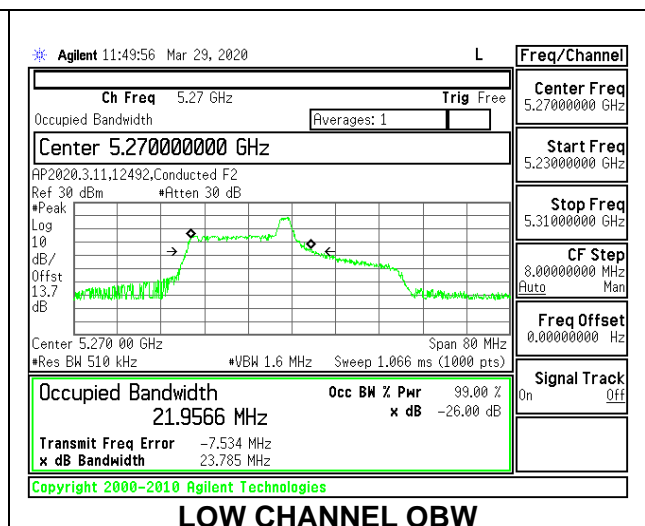 Agilent 11:49:56 Mar 29, 2020 L
Freq/Channel
Ch Freq 5.27 GHz Trig Free
Occupied Bandwidth Averages: 1
Center 5.270000000 GHz
AP2020.3.11,12492,Conducted F2
Ref 30 dBm #Atten 30 dB
#Peak
Log
10
dB/
Offst
13.7
dB
Center 5.270 00 GHz Span 80 MHz
#Res BW 510 kHz #VBW 1.6 MHz Sweep 1.066 ms (1000 pts)
Occupied Bandwidth
21.9566 MHz
Occ BW % Pwr 99.00 %
x dB -26.00 dB
Transmit Freq Error -7.534 MHz
x dB Bandwidth 23.785 MHz
Center Freq
5.27000000 GHz
Start Freq
5.23000000 GHz
Stop Freq
5.31000000 GHz
CF Step
8.00000000 MHz
Auto Man
Freq Offset
0.00000000 Hz
Signal Track
On Off
Copyright 2000-2010 Agilent Technologies
LOW CHANNEL OBW